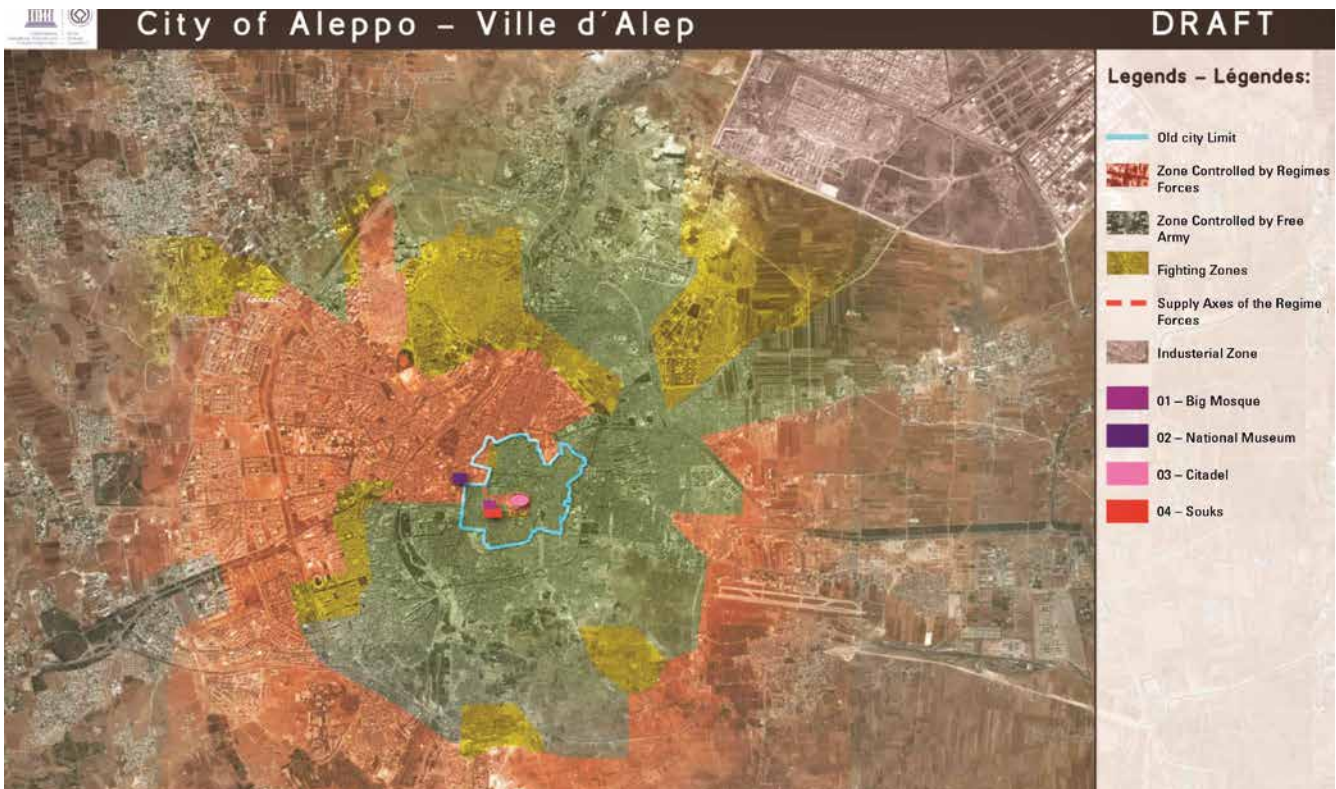 City of Aleppo – Ville d'Alep
DRAFT
Legends – Légendes:
Old city Limit
Zone Controlled by Regimes
Forces
Zone Controlled by Free
Army
Fighting Zones
Supply Axes of the Regime
Forces
Industerial Zone
01 – Big Mosque
02 – National Museum
03 – Citadel
04 – Souks